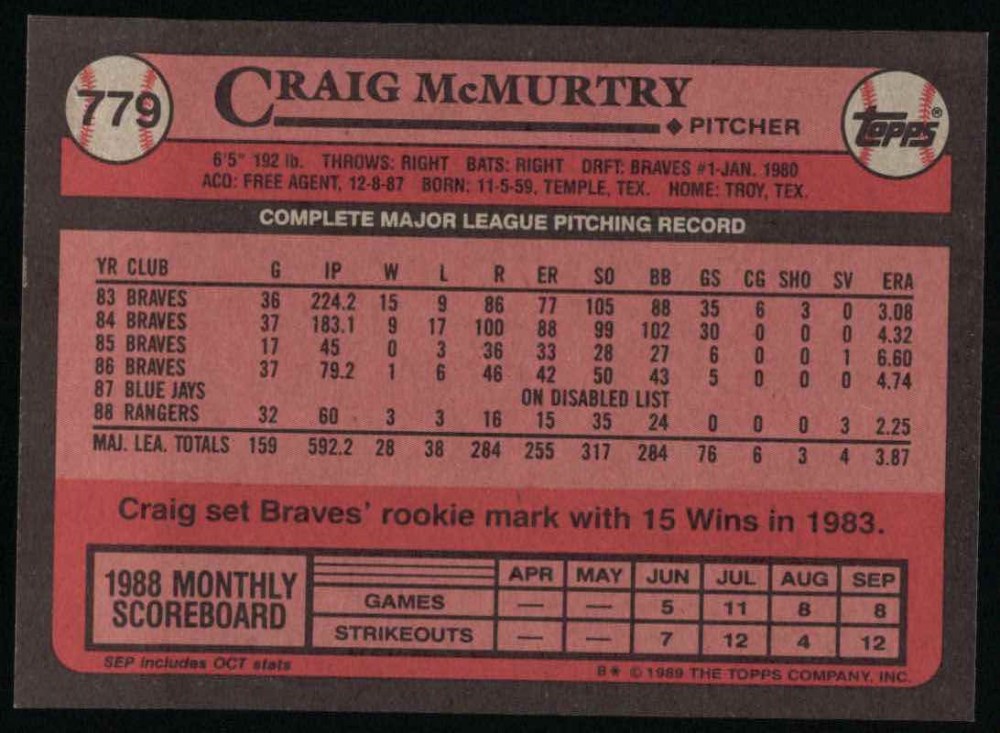 779
CRAIG McMURTRY
◆ PITCHER
TOPPS®
6'5" 192 lb. THROWS: RIGHT BATS: RIGHT DRFT: BRAVES #1-JAN. 1980
ACQ: FREE AGENT, 12-8-87 BORN: 11-5-59, TEMPLE, TEX. HOME: TROY, TEX.
COMPLETE MAJOR LEAGUE PITCHING RECORD
YR CLUB G IP W L R ER SO BB GS CG SHO SV ERA
83 BRAVES 36 224.2 15 9 86 77 105 88 35 6 3 0 3.08
84 BRAVES 37 183.1 9 17 100 88 99 102 30 0 0 0 4.32
85 BRAVES 17 45 0 3 36 33 28 27 6 0 0 1 6.60
86 BRAVES 37 79.2 1 6 46 42 50 43 5 0 0 0 4.74
87 BLUE JAYS ON DISABLED LIST
88 RANGERS 32 60 3 3 16 15 35 24 0 0 0 3 2.25
MAJ. LEA. TOTALS 159 592.2 28 38 284 255 317 284 76 6 3 4 3.87
Craig set Braves' rookie mark with 15 Wins in 1983.
1988 MONTHLY
SCOREBOARD
APR MAY JUN JUL AUG SEP
GAMES — — 5 11 8 8
STRIKEOUTS — — 7 12 4 12
SEP includes OCT stats
B* © 1989 THE TOPPS COMPANY, INC.